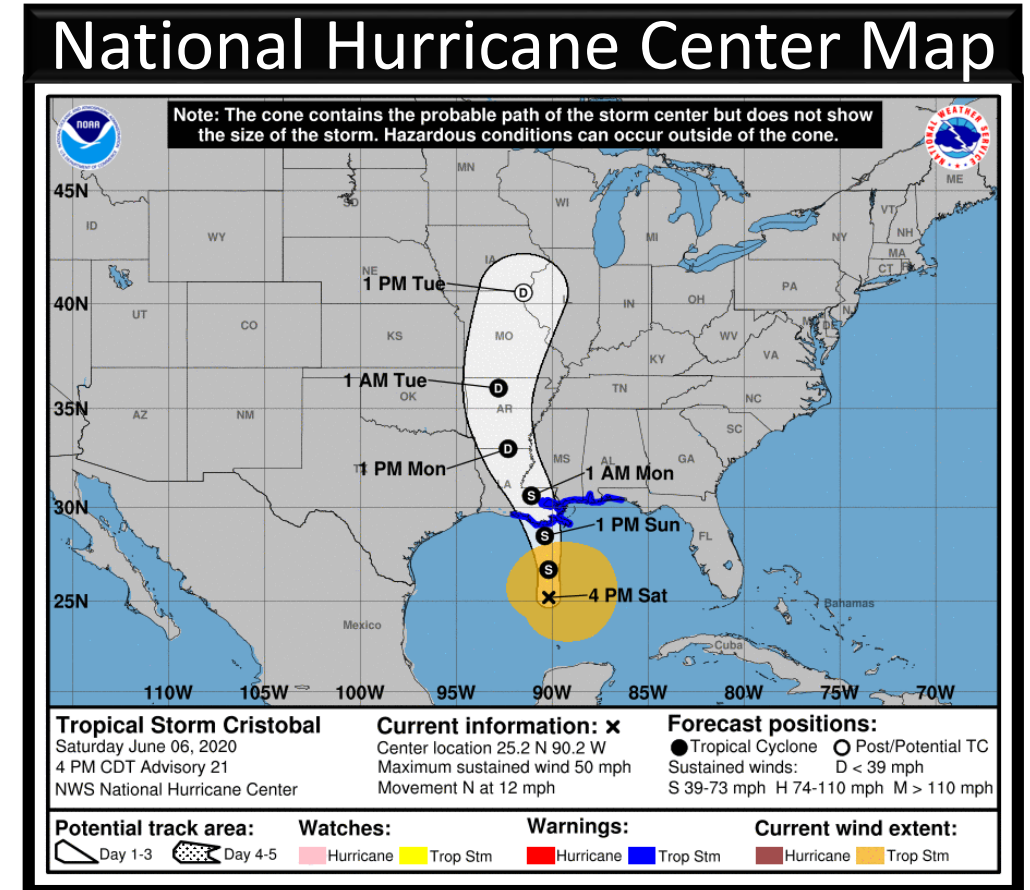 National Hurricane Center Map
Note: The cone contains the probable path of the storm center but does not show
the size of the storm. Hazardous conditions can occur outside of the cone.
NOAA
NATIONAL WEATHER SERVICE
MN
ME
45N
SD
WI
VT
ID
WY
MI
NY
NH
MA
IA
CT
NE
1 PM Tue
D
PA
40N
UT
CO
IN
OH
KS
MO
WV
VA
KY
1 AM Tue
D
OK
TN
NC
35N
AZ
NM
AR
SC
1 PM Mon
D
MS
AL
GA
LA
1 AM Mon
S
30N
1 PM Sun
S
FL
S
4 PM Sat
25N
Bahamas
Mexico
Cuba
110W 105W 100W 95W 90W 85W 80W 75W 70W
Tropical Storm Cristobal
Saturday June 06, 2020
4 PM CDT Advisory 21
NWS National Hurricane Center
Current information: x
Center location 25.2 N 90.2 W
Maximum sustained wind 50 mph
Movement N at 12 mph
Forecast positions:
Tropical Cyclone Post/Potential TC
Sustained winds: D < 39 mph
S 39-73 mph H 74-110 mph M > 110 mph
Potential track area:
Day 1-3 Day 4-5
Watches:
Hurricane Trop Stm
Warnings:
Hurricane Trop Stm
Current wind extent:
Hurricane Trop Stm